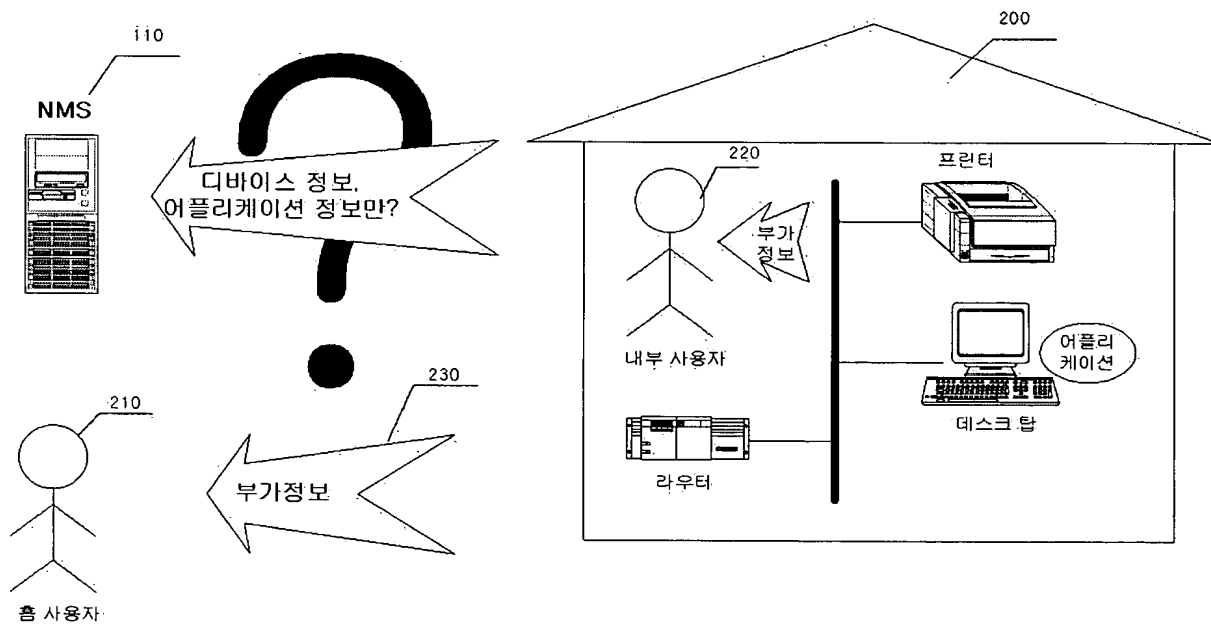 110
NMS
디바이스 정보,
어플리케이션 정보만?
200
220
프린터
부가
정보
내부 사용자
어플리
케이션
데스크 탑
라우터
210
230
부가정보
홈 사용자